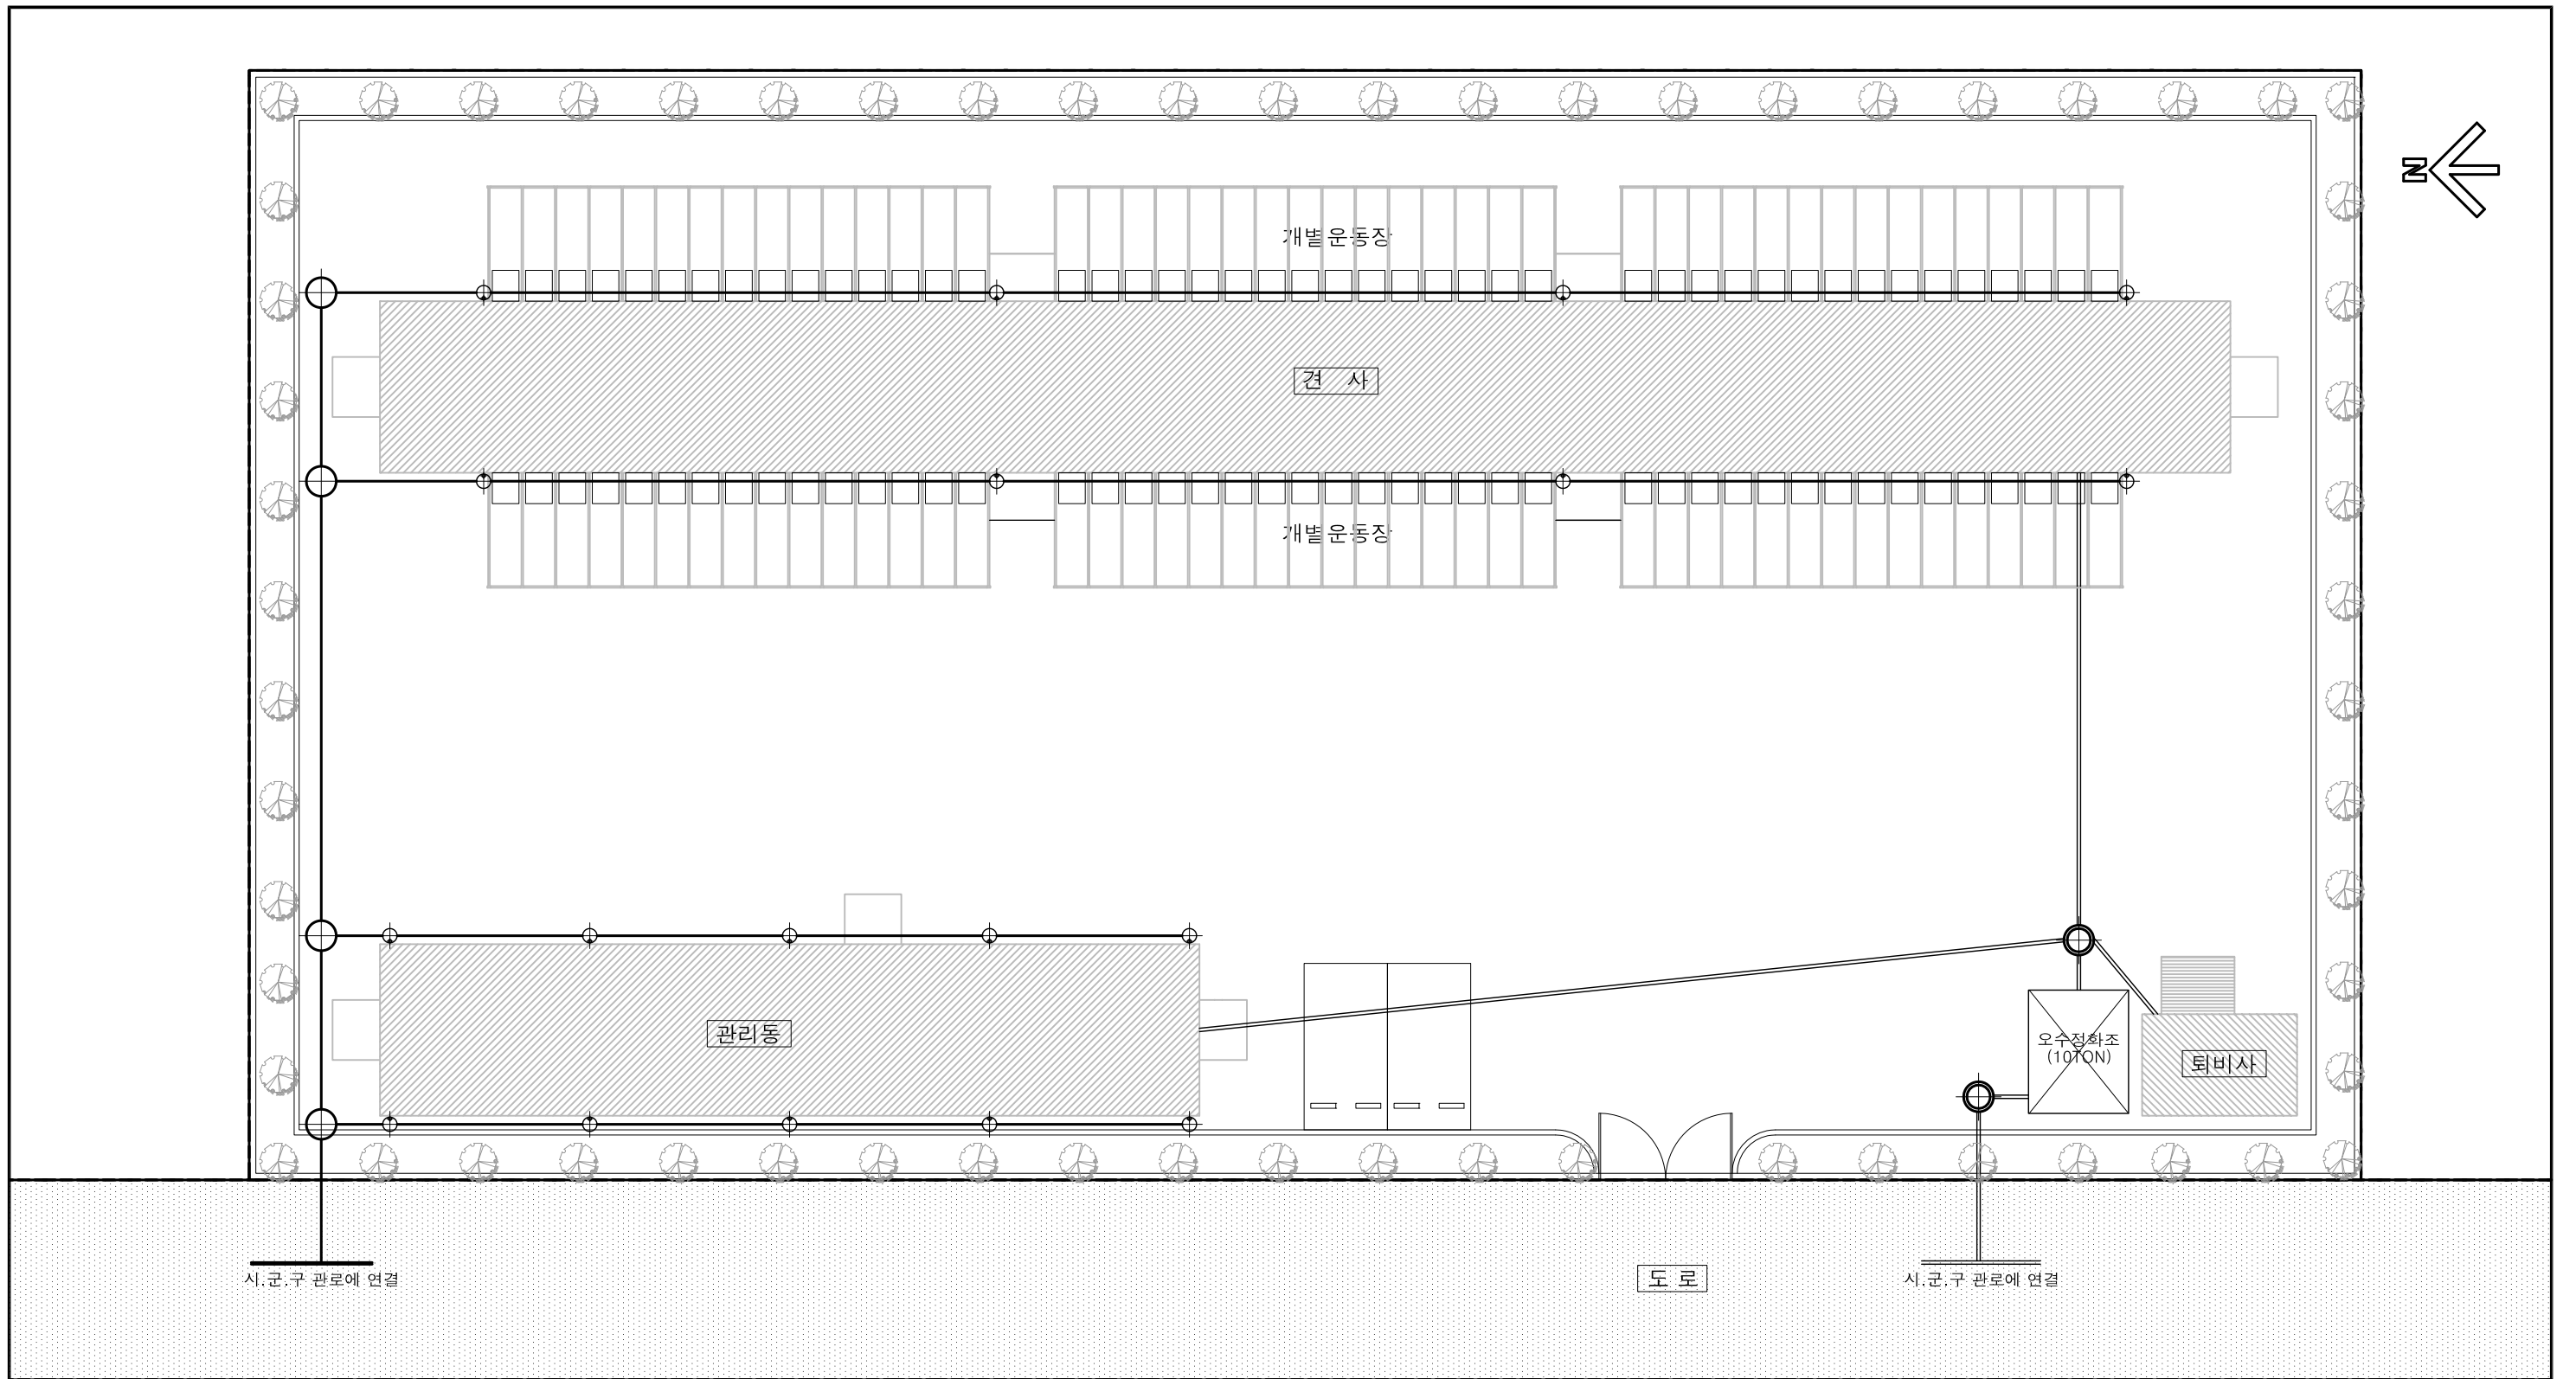 N
개별운동장
견 사
개별운동장
관리동
오수정화조
(10TON)
퇴비사
시.군.구 관로에 연결
도 로
시.군.구 관로에 연결